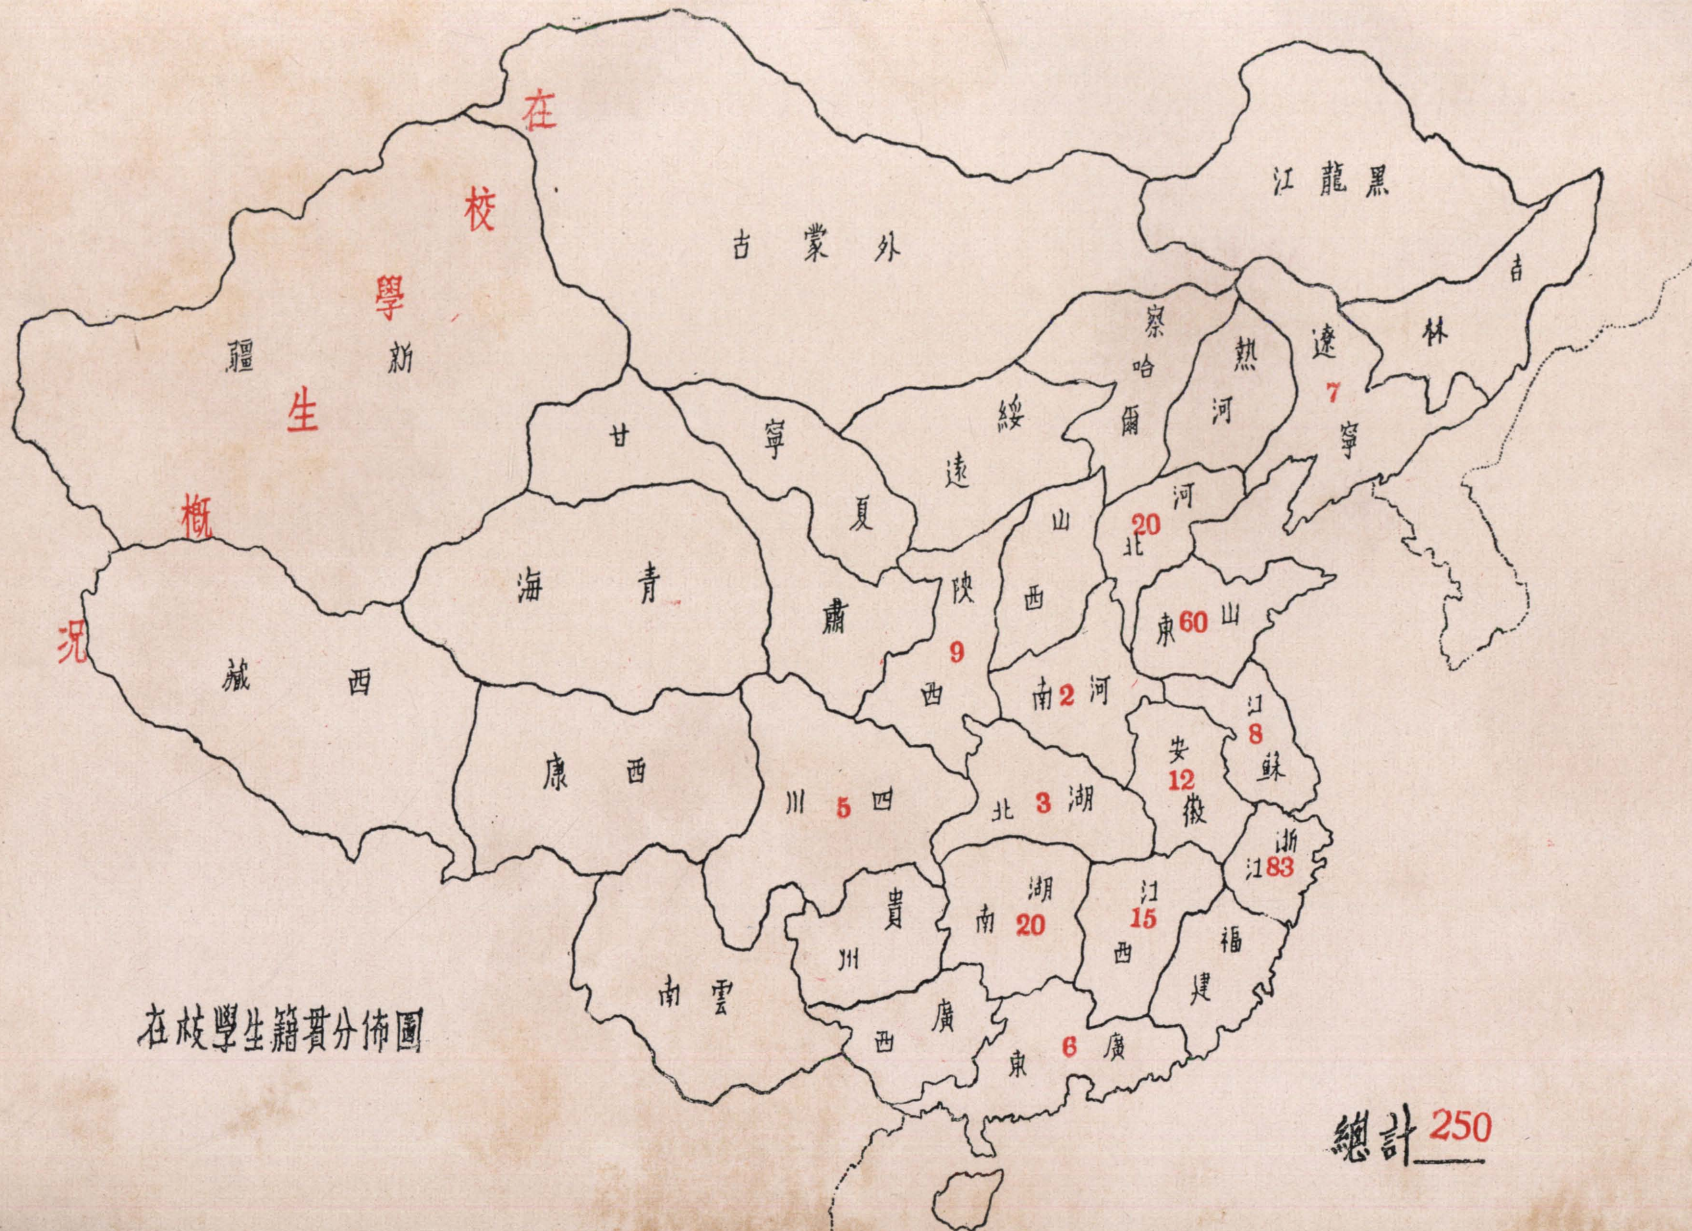 在校學生概況
黑龍江
外蒙古
吉林
新疆
察哈爾
熱河
遼寧
7
甘肅
寧夏
綏遠
河北
20
山西
陝西
9
山東
60
青海
西藏
河南
2
江蘇
8
安徽
12
西康
四川
5
湖北
3
浙江
83
湖南
20
江西
15
貴州
福建
雲南
廣西
廣東
6
在校學生籍貫分佈圖
總計 250